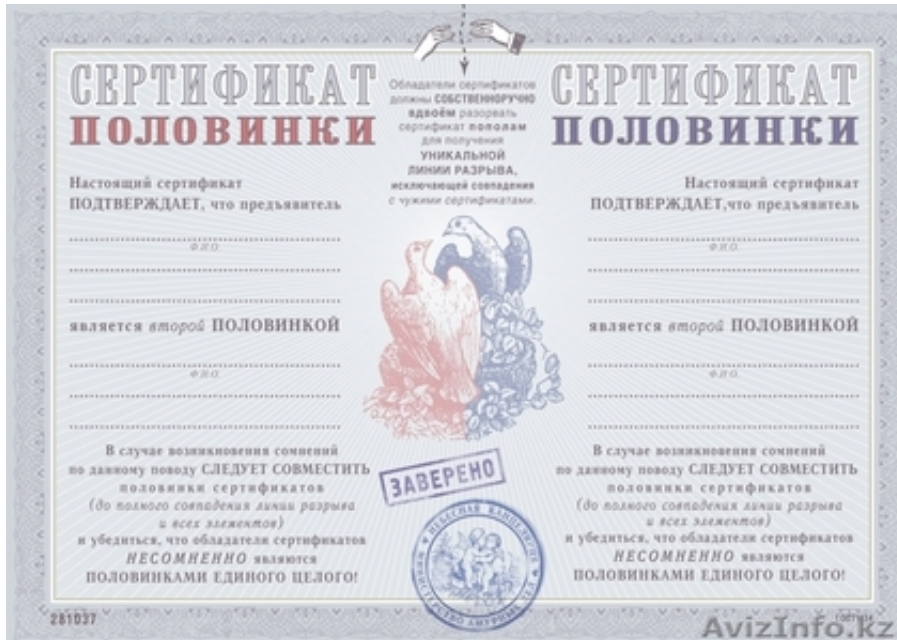 СЕРТИФИКАТ
ПОЛОВИНКИ
Настоящий сертификат
ПОДТВЕРЖДАЕТ, что предъявитель
Ф.И.О.
является второй ПОЛОВИНКОЙ
Ф.И.О.
В случае возникновения сомнений
по данному поводу СЛЕДУЕТ СОВМЕСТИТЬ
половинки сертификатов
(до полного совпадения линии разрыва
и всех элементов)
и убедиться, что обладатели сертификатов
НЕСОМНЕННО являются
ПОЛОВИНКАМИ ЕДИНОГО ЦЕЛОГО!
281037
Обладатели сертификатов
должны СОБСТВЕННОРУЧНО
вдвоём разорвать
сертификат пополам
для получения
УНИКАЛЬНОЙ
ЛИНИИ РАЗРЫВА,
исключающей совпадения
с чужими сертификатами.
ЗАВЕРЕНО
НЕБЕСНАЯ КАНЦЕЛЯРИЯ
МИНИСТЕРСТВО АМУРНЫХ ДЕЛ
СЕРТИФИКАТ
ПОЛОВИНКИ
Настоящий сертификат
ПОДТВЕРЖДАЕТ,что предъявитель
Ф.И.О.
является второй ПОЛОВИНКОЙ
Ф.И.О.
В случае возникновения сомнений
по данному поводу СЛЕДУЕТ СОВМЕСТИТЬ
половинки сертификатов
(до полного совпадения линии разрыва
и всех элементов)
и убедиться, что обладатели сертификатов
НЕСОМНЕННО являются
ПОЛОВИНКАМИ ЕДИНОГО ЦЕЛОГО!
AvizInfo.kz